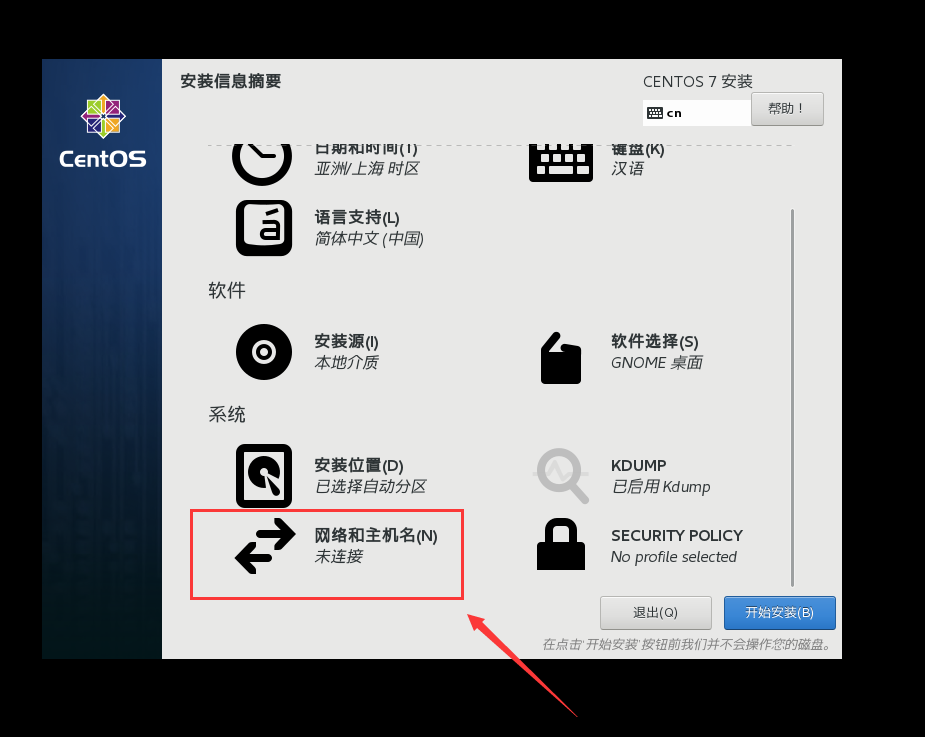 安装信息摘要
CENTOS 7 安装
cn
帮助！
CentOS
日期和时间(T)
亚洲/上海 时区
键盘(K)
汉语
语言支持(L)
简体中文 (中国)
软件
安装源(I)
本地介质
软件选择(S)
GNOME 桌面
系统
安装位置(D)
已选择自动分区
KDUMP
已启用 Kdump
网络和主机名(N)
未连接
SECURITY POLICY
No profile selected
退出(Q)
开始安装(B)
在点击'开始安装'按钮前我们并不会操作您的磁盘。